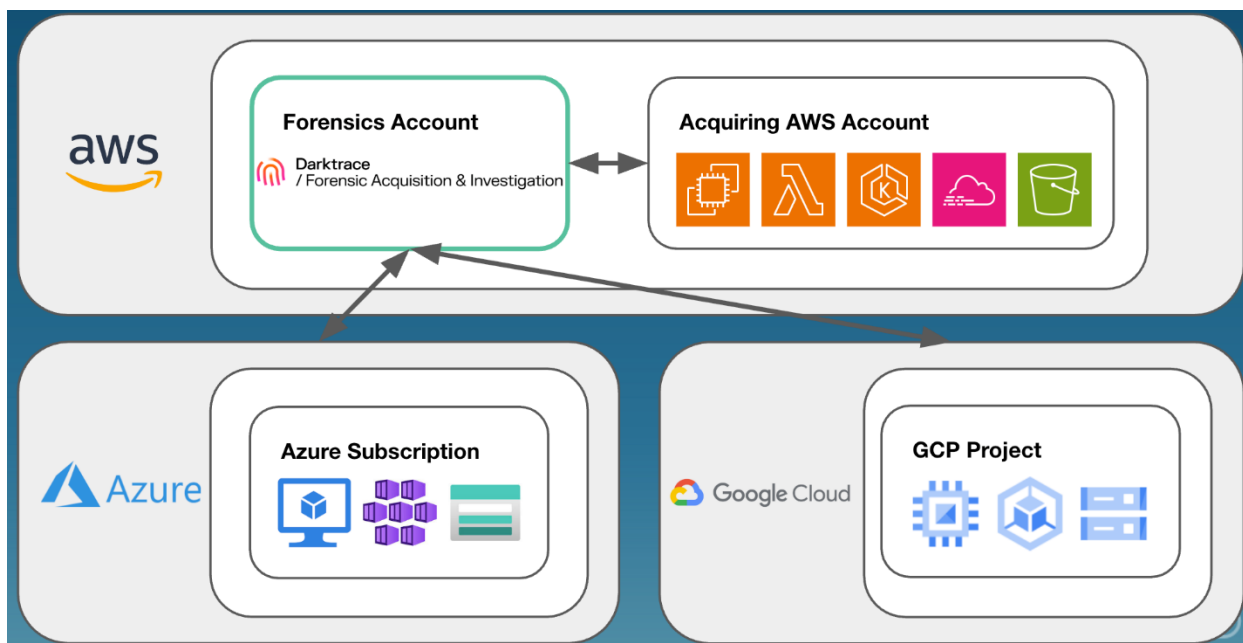 aws
Forensics Account
Darktrace
/ Forensic Acquisition & Investigation
Acquiring AWS Account
K
Azure
Azure Subscription
Google Cloud
GCP Project